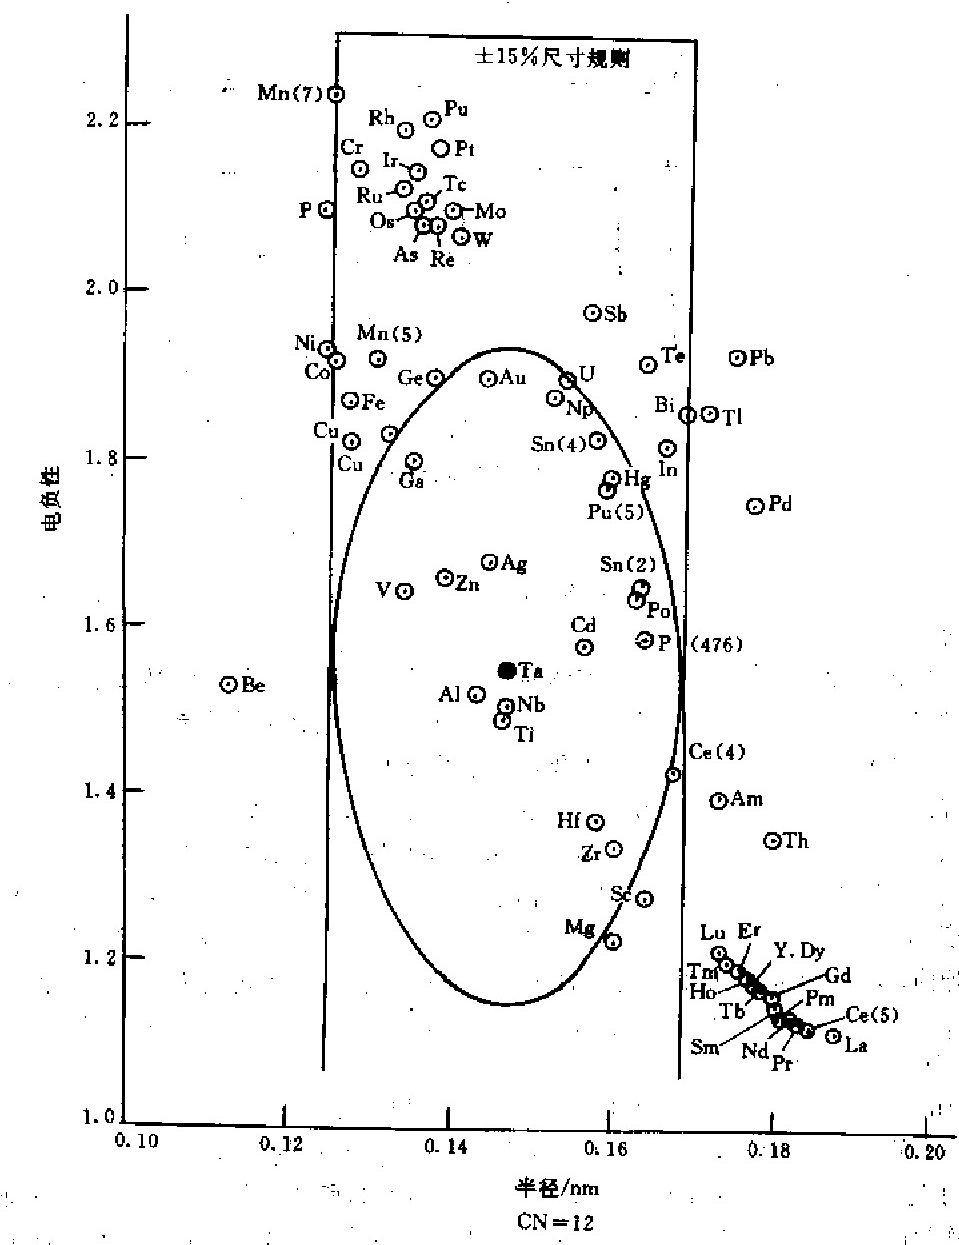 ±15%尺寸规则
Mn(7)
2.2
Rh
Pu
Pt
Cr
Ir
Ru
Tc
P
Os
Mo
W
As
Re
2.0
Sb
Ni
Mn(5)
Co
Te
Pb
Ge
Au
U
Np
Fe
Bi
Tl
Cu
Sn(4)
In
Cu
1.8
Ga
Hg
Pu(5)
Pd
电负性
Ag
Sn(2)
V
Zn
Po
1.6
Cd
P (476)
Ta
Be
Al
Nb
Ti
Ce(4)
1.4
Am
Hf
Zr
Th
Sc
Mg
Lu
Er
Y.Dy
1.2
Tm
Gd
Ho
Tb
Pm
Ce(5)
Sm
Nd
Pr
La
1.0
0.10
0.12
0.14
0.16
0.18
0.20
半径/nm
CN=12